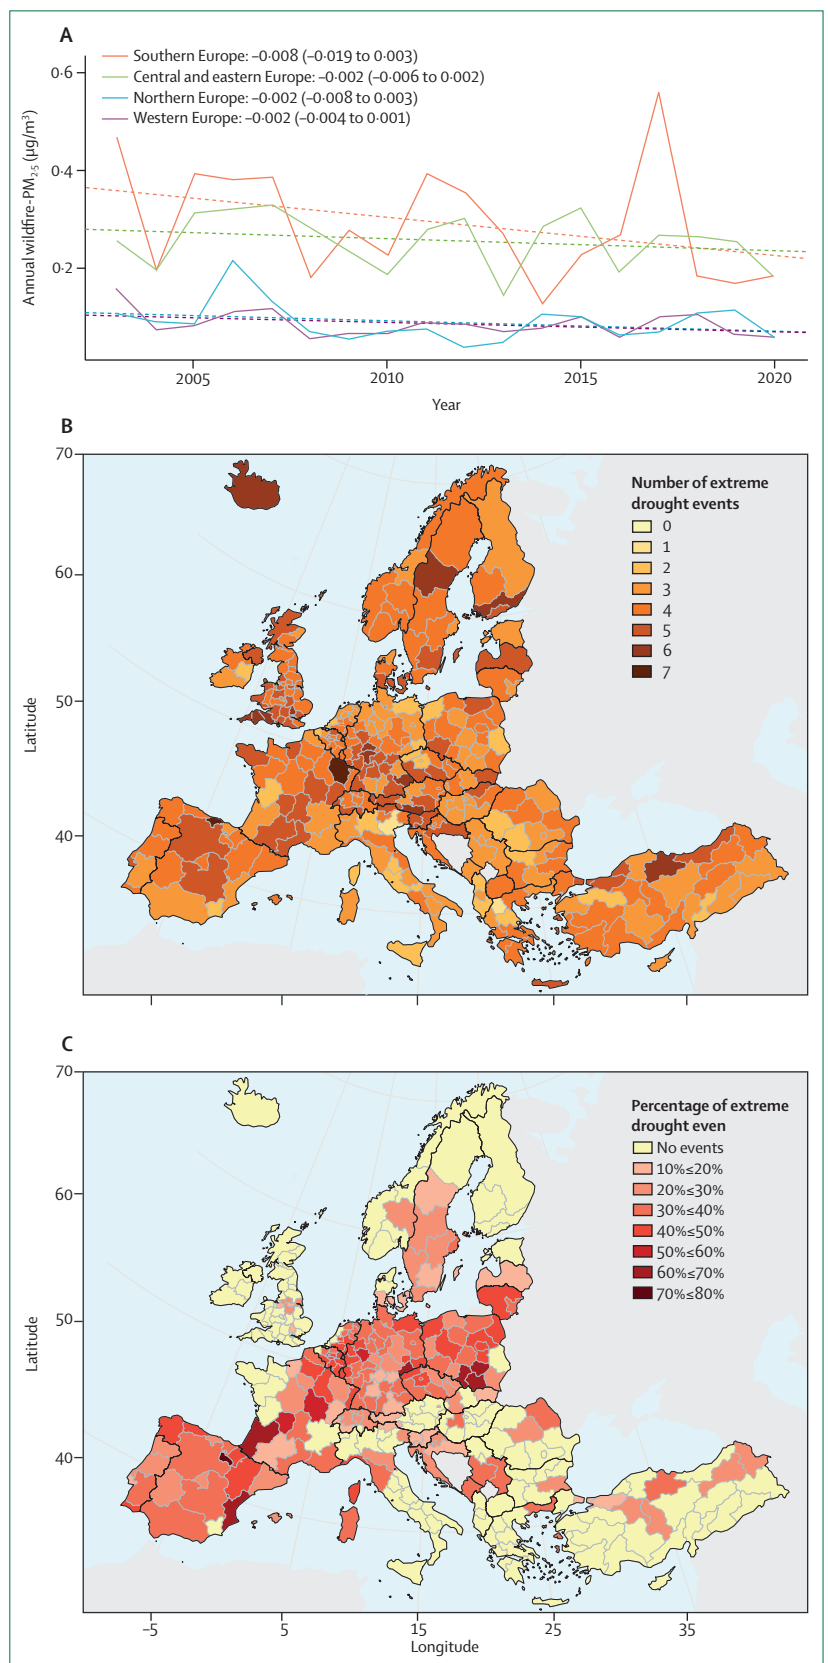 A
Southern Europe: –0·008 (–0·019 to 0·003)
Central and eastern Europe: –0·002 (–0·006 to 0·002)
Northern Europe: –0·002 (–0·008 to 0·003)
Western Europe: –0·002 (–0·004 to 0·001)
0·6
0·4
0·2
Annual wildfire-PM2·5 (μg/m³)
2005
2010
2015
2020
Year
B
70
60
50
40
Latitude
Number of extreme
drought events
0
1
2
3
4
5
6
7
C
70
60
50
40
Latitude
Percentage of extreme
drought even
No events
10%≤20%
20%≤30%
30%≤40%
40%≤50%
50%≤60%
60%≤70%
70%≤80%
–5
5
15
25
35
Longitude